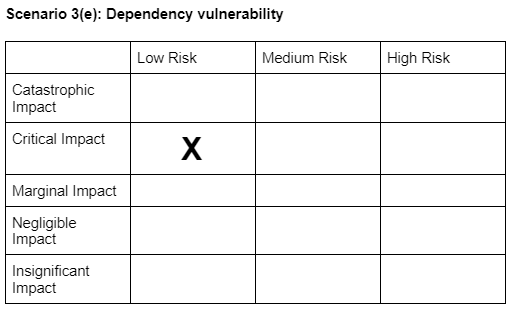 Scenario 3(e): Dependency vulnerability
Low Risk Medium Risk High Risk
Catastrophic
Impact
Critical Impact X
Marginal Impact
Negligible
Impact
Insignificant
Impact